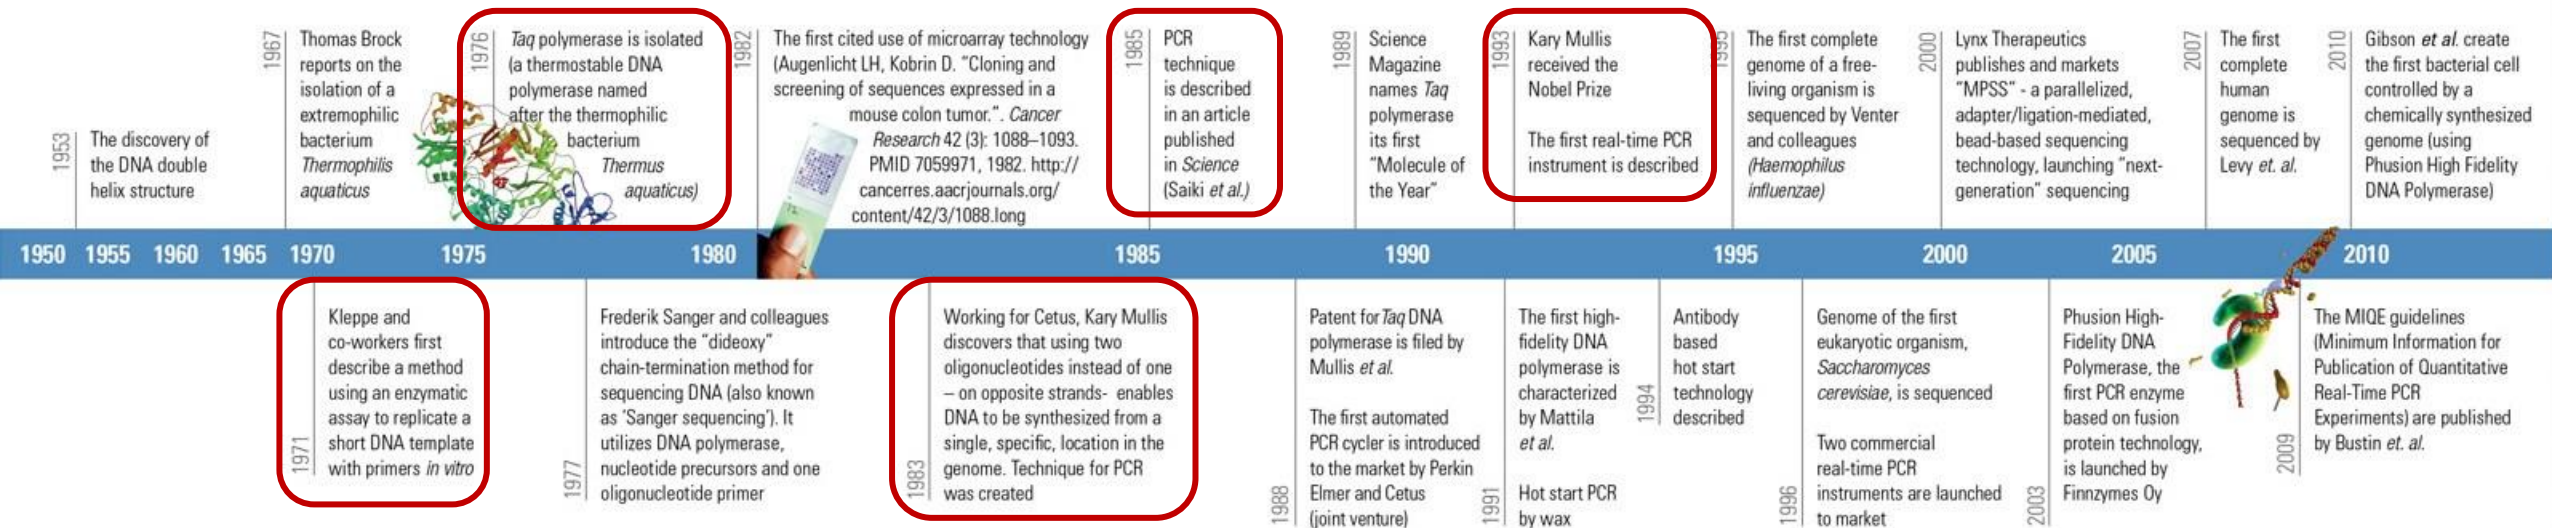 1953
The discovery of
the DNA double
helix structure
1967
Thomas Brock
reports on the
isolation of a
extremophilic
bacterium
Thermophilis
aquaticus
1976
Taq polymerase is isolated
(a thermostable DNA
polymerase named
after the thermophilic
bacterium
Thermus
aquaticus)
1982
The first cited use of microarray technology
(Augenlicht LH, Kobrin D. "Cloning and
screening of sequences expressed in a
mouse colon tumor.". Cancer
Research 42 (3): 1088–1093.
PMID 7059971, 1982. http://
cancerres.aacrjournals.org/
content/42/3/1088.long
1985
PCR
technique
is described
in an article
published
in Science
(Saiki et al.)
1989
Science
Magazine
names Taq
polymerase
its first
"Molecule of
the Year"
1993
Kary Mullis
received the
Nobel Prize
The first real-time PCR
instrument is described
1995
The first complete
genome of a free-
living organism is
sequenced by Venter
and colleagues
(Haemophilus
influenzae)
2000
Lynx Therapeutics
publishes and markets
"MPSS" - a parallelized,
adapter/ligation-mediated,
bead-based sequencing
technology, launching "next-
generation" sequencing
2007
The first
complete
human
genome is
sequenced by
Levy et. al.
2010
Gibson et al. create
the first bacterial cell
controlled by a
chemically synthesized
genome (using
Phusion High Fidelity
DNA Polymerase)
1950 1955 1960 1965 1970 1975 1980 1985 1990 1995 2000 2005 2010
1971
Kleppe and
co-workers first
describe a method
using an enzymatic
assay to replicate a
short DNA template
with primers in vitro
1977
Frederik Sanger and colleagues
introduce the "dideoxy"
chain-termination method for
sequencing DNA (also known
as 'Sanger sequencing'). It
utilizes DNA polymerase,
nucleotide precursors and one
oligonucleotide primer
1983
Working for Cetus, Kary Mullis
discovers that using two
oligonucleotides instead of one
– on opposite strands- enables
DNA to be synthesized from a
single, specific, location in the
genome. Technique for PCR
was created
1988
Patent for Taq DNA
polymerase is filed by
Mullis et al.
The first automated
PCR cycler is introduced
to the market by Perkin
Elmer and Cetus
(joint venture)
1991
The first high-
fidelity DNA
polymerase is
characterized
by Mattila
et al.
Hot start PCR
by wax
1994
Antibody
based
hot start
technology
described
1996
Genome of the first
eukaryotic organism,
Saccharomyces
cerevisiae, is sequenced
Two commercial
real-time PCR
instruments are launched
to market
2003
Phusion High-
Fidelity DNA
Polymerase, the
first PCR enzyme
based on fusion
protein technology,
is launched by
Finnzymes Oy
2009
The MIQE guidelines
(Minimum Information for
Publication of Quantitative
Real-Time PCR
Experiments) are published
by Bustin et. al.